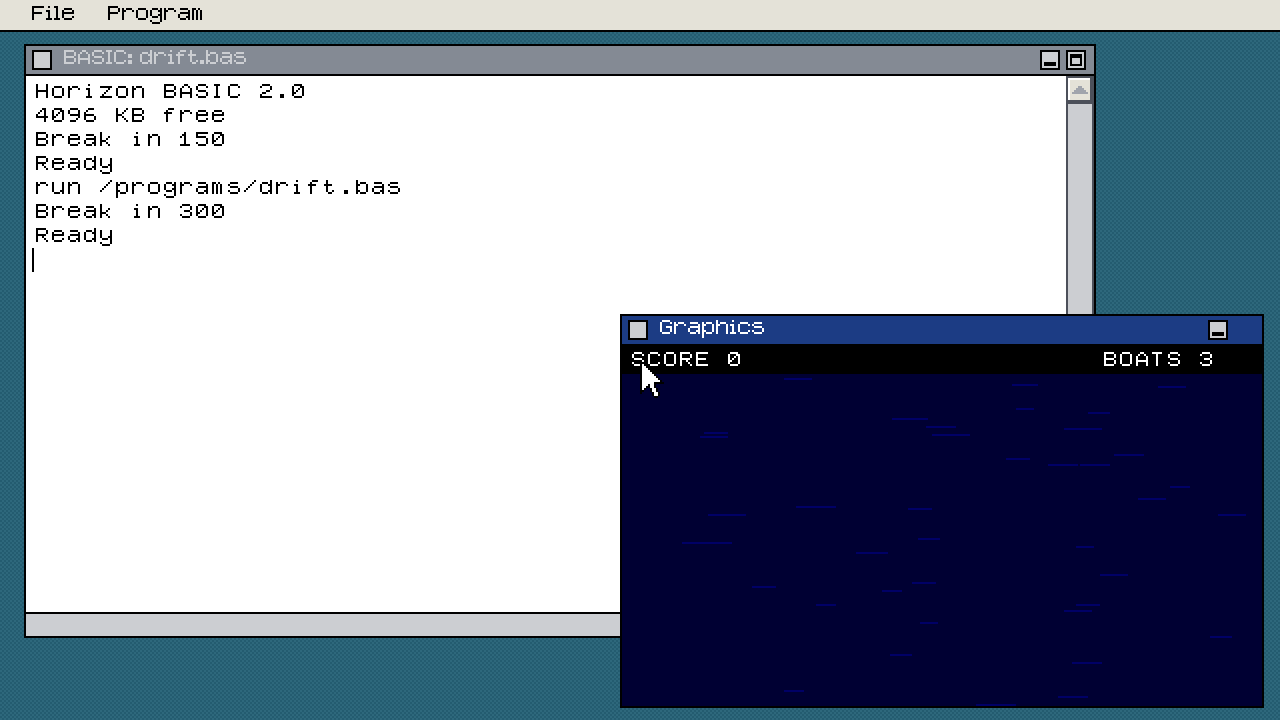 File Program
BASIC: drift.bas
Horizon BASIC 2.0
4096 KB free
Break in 150
Ready
run /programs/drift.bas
Break in 300
Ready
Graphics
SCORE 0 BOATS 3